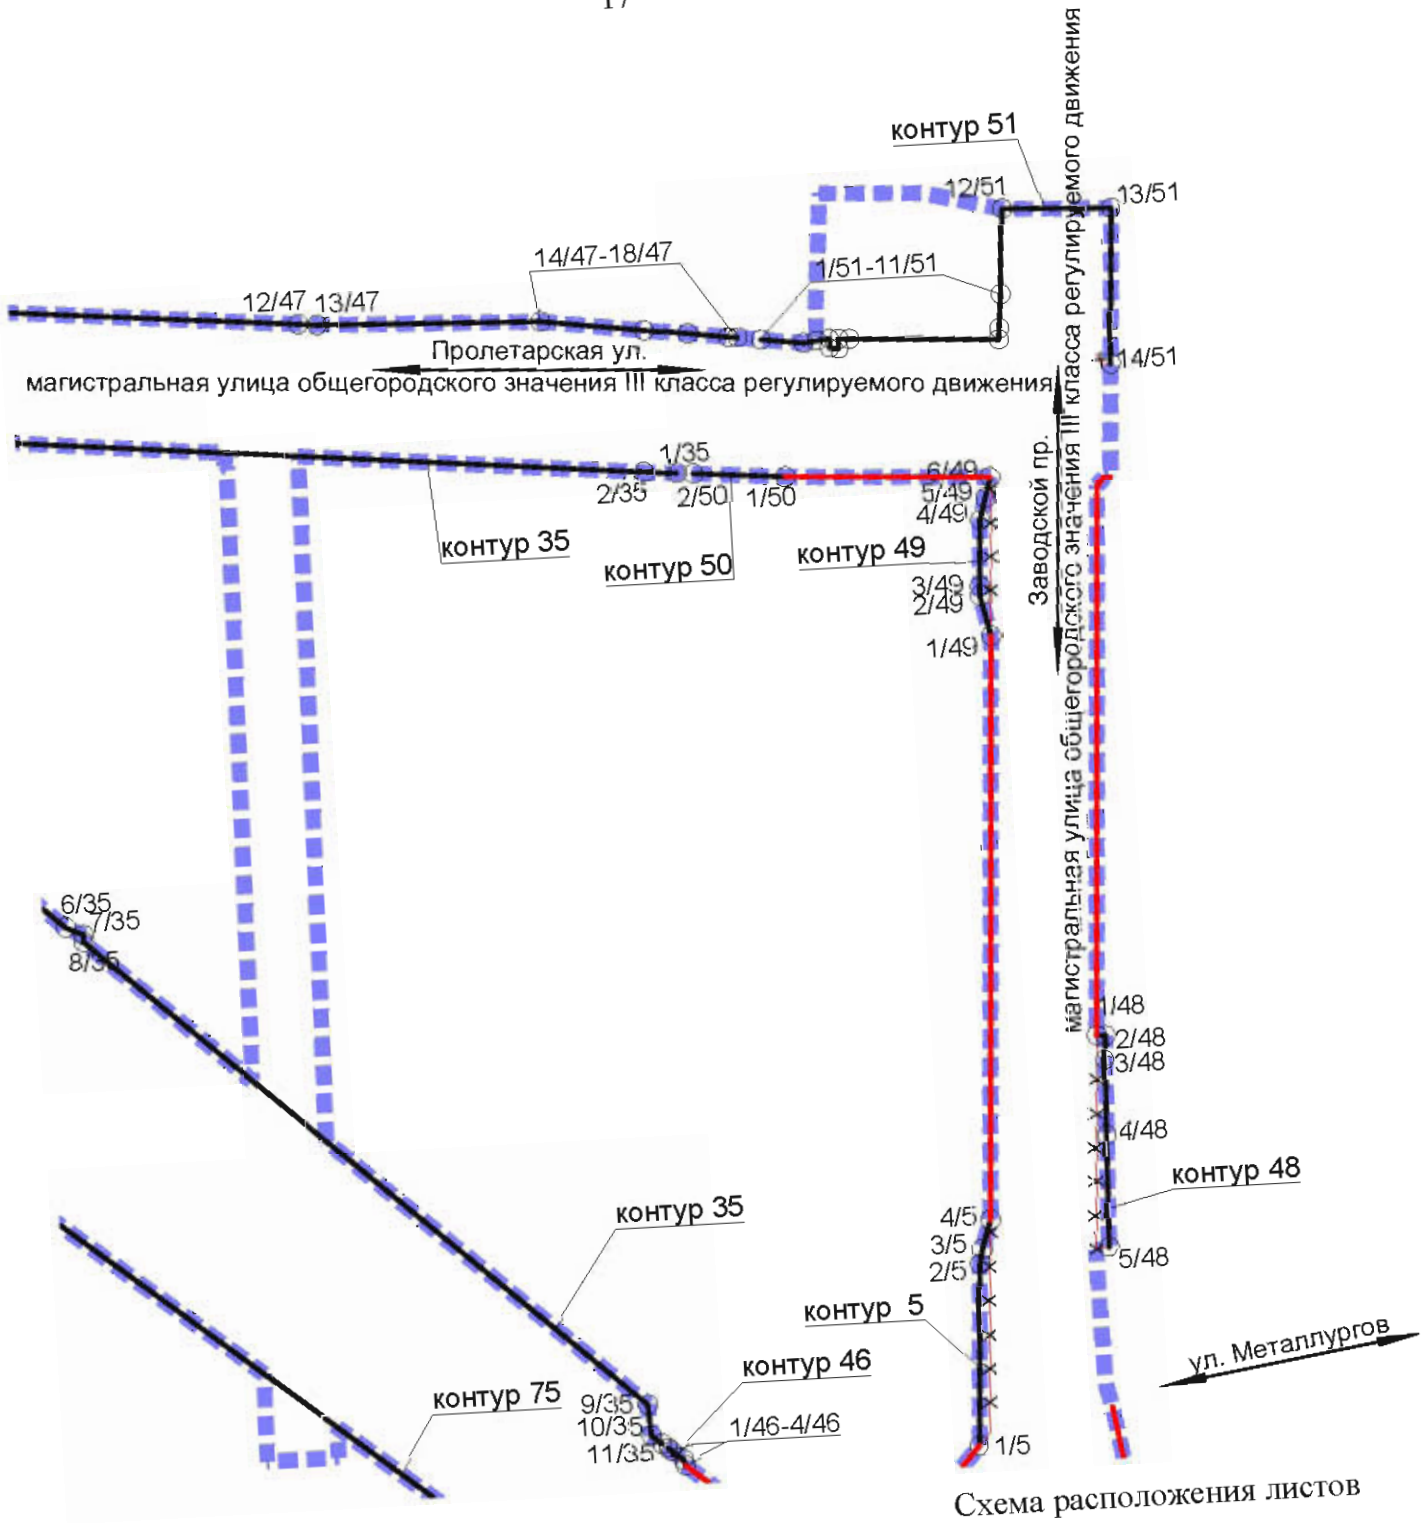 17
контур 51
12/51
13/51
14/47-18/47
1/51-11/51
12/47
13/47
Пролетарская ул.
14/51
магистральная улица общегородского значения III класса регулируемого движения
магистральная улица общегородского значения III класса регулируемого движения
Заводской пр.
1/35
2/35
2/50
1/50
6/49
5/49
4/49
контур 35
контур 50
контур 49
3/49
2/49
1/49
6/35
7/35
8/35
1/48
2/48
3/48
4/48
контур 48
контур 35
4/5
3/5
2/5
5/48
контур 5
ул. Металлургов
контур 46
контур 75
9/35
10/35
11/35
1/46-4/46
1/5
Схема расположения листов